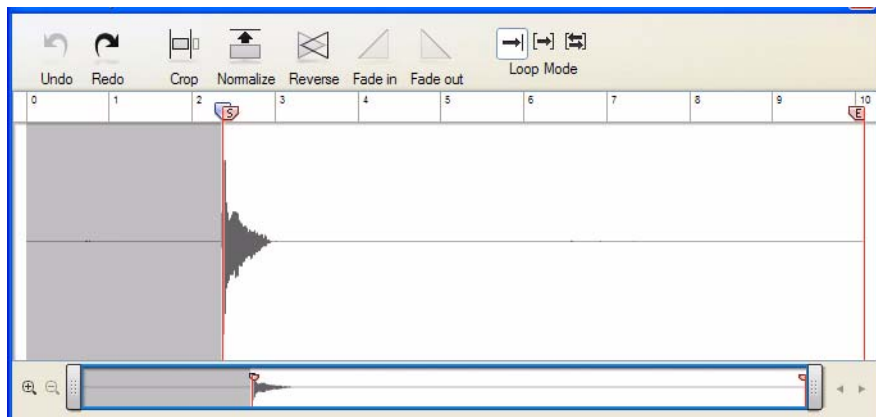 Undo Redo Crop Normalize Reverse Fade in Fade out Loop Mode
0 1 2 3 4 5 6 7 8 9 10
S E